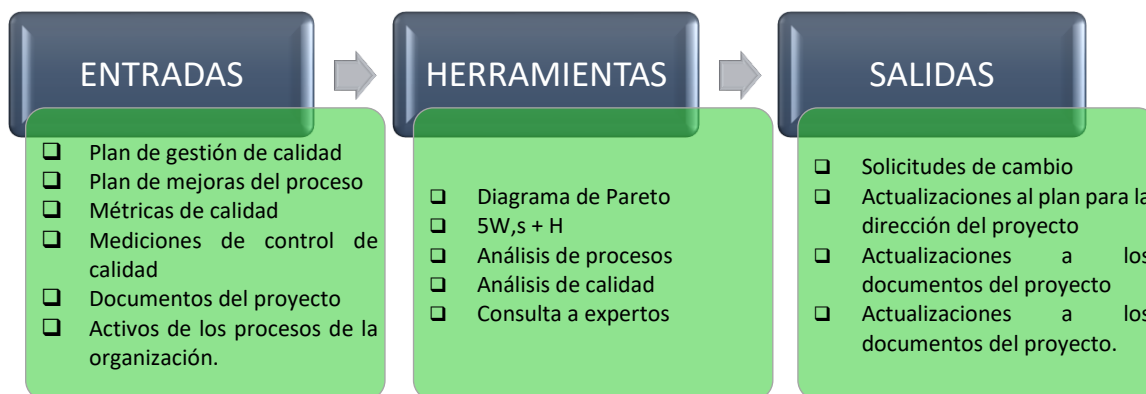 ENTRADAS
Plan de gestión de calidad
Plan de mejoras del proceso
Métricas de calidad
Mediciones de control de
calidad
Documentos del proyecto
Activos de los procesos de la
organización.
HERRAMIENTAS
Diagrama de Pareto
5W,s + H
Análisis de procesos
Análisis de calidad
Consulta a expertos
SALIDAS
Solicitudes de cambio
Actualizaciones al plan para la
dirección del proyecto
Actualizaciones a los
documentos del proyecto
Actualizaciones a los
documentos del proyecto.